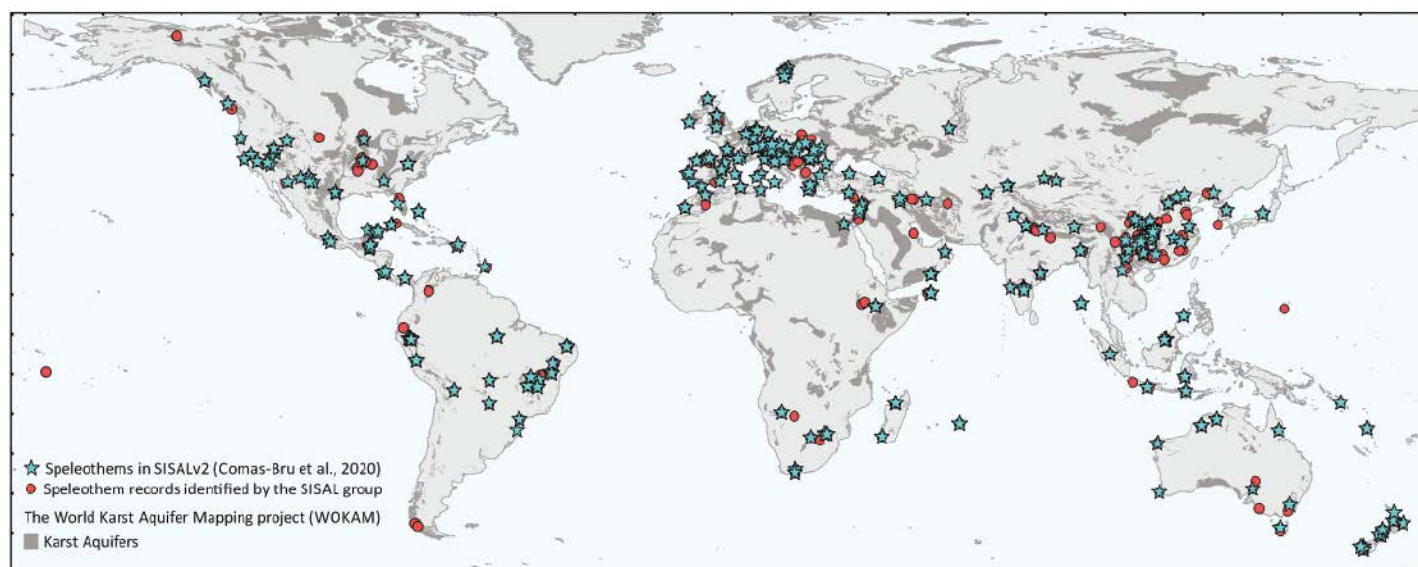 Speleothems in SISALv2 (Comas-Bru et al., 2020)
Speleothem records identified by the SISAL group
The World Karst Aquifer Mapping project (WOKAM)
Karst Aquifers